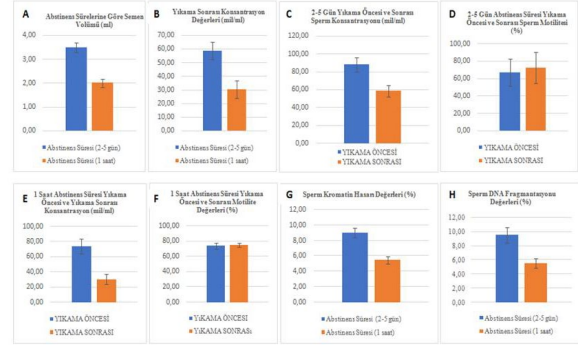 A
Abstinens Sürelerine Göre Semen
Volümü (ml)
4,00
3,00
2,00
1,00
0,00
Abstinens Süresi (2-5 gün)
Abstinens Süresi (1 saat)
B
Yıkama Sonrası Konsantrasyon
Değerleri (mil/ml)
70,00
60,00
50,00
40,00
30,00
20,00
10,00
0,00
Abstinens Süresi (2-5 gün)
Abstinens Süresi (1 saat)
C
2-5 Gün Yıkama Öncesi ve Sonrası
Sperm Konsantrasyonu (mil/ml)
120,00
100,00
80,00
60,00
40,00
20,00
0,00
YIKAMA ÖNCESİ
YIKAMA SONRASI
D
2-5 Gün Abstinens Süresi Yıkama
Öncesi ve Sonrası Sperm Motilitesi
(%)
100,00
80,00
60,00
40,00
20,00
0,00
YIKAMA ÖNCESİ
YIKAMA SONRASI
E
1 Saat Abstinens Süresi Yıkama
Öncesi ve Yıkama Sonrası
Konsantrasyon (mil/ml)
100,00
80,00
60,00
40,00
20,00
0,00
YIKAMA ÖNCESİ
YIKAMA SONRASI
F
1 Saat Abstinens Süresi Yıkama
Öncesi ve Sonrası Motilite
Değerleri (%)
100,00
80,00
60,00
40,00
20,00
0,00
YıKAMA ÖNCESİ
YıKAMA SONRASı
G
Sperm Kromatin Hasarı Değerleri (%)
12,00
10,00
8,00
6,00
4,00
2,00
0,00
Abstinens Süresi (2-5 gün)
Abstinens Süresi (1 saat)
H
Sperm DNA Fragmantasyonu
Değerleri (%)
12,00
10,00
8,00
6,00
4,00
2,00
0,00
Abstinens Süresi (2-5 gün)
Abstinens Süresi (1 saat)